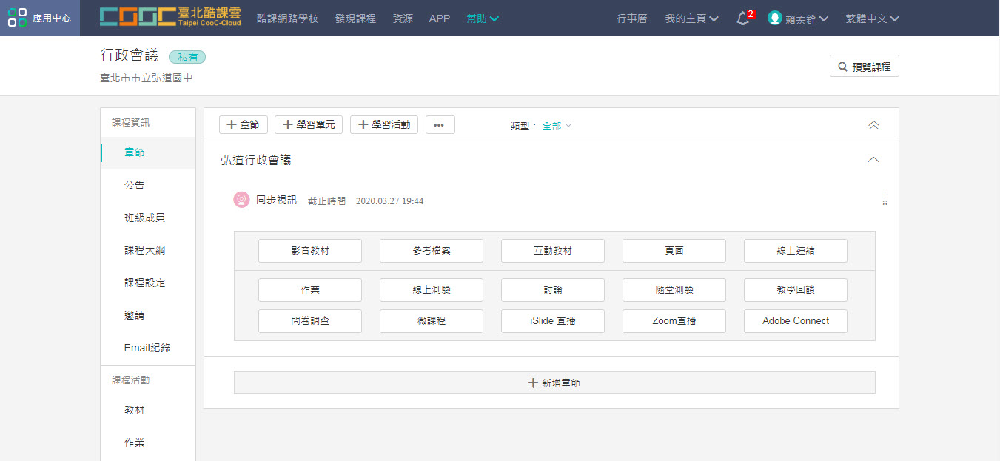 應用中心 臺北酷課雲 Taipei CooC-Cloud 酷課網路學校 發現課程 資源 APP 幫助 行事曆 我的主頁 2 賴宏銓 繁體中文
行政會議 私有
臺北市市立弘道國中
預覽課程
課程資訊
章節
公告
班級成員
課程大綱
課程設定
邀請
Email紀錄
課程活動
教材
作業
章節 學習單元 學習活動 ••• 類型： 全部
弘道行政會議
同步視訊 截止時間 2020.03.27 19:44
影音教材 參考檔案 互動教材 頁面 線上連結
作業 線上測驗 討論 隨堂測驗 教學回饋
問卷調查 微課程 iSlide 直播 Zoom直播 Adobe Connect
新增章節